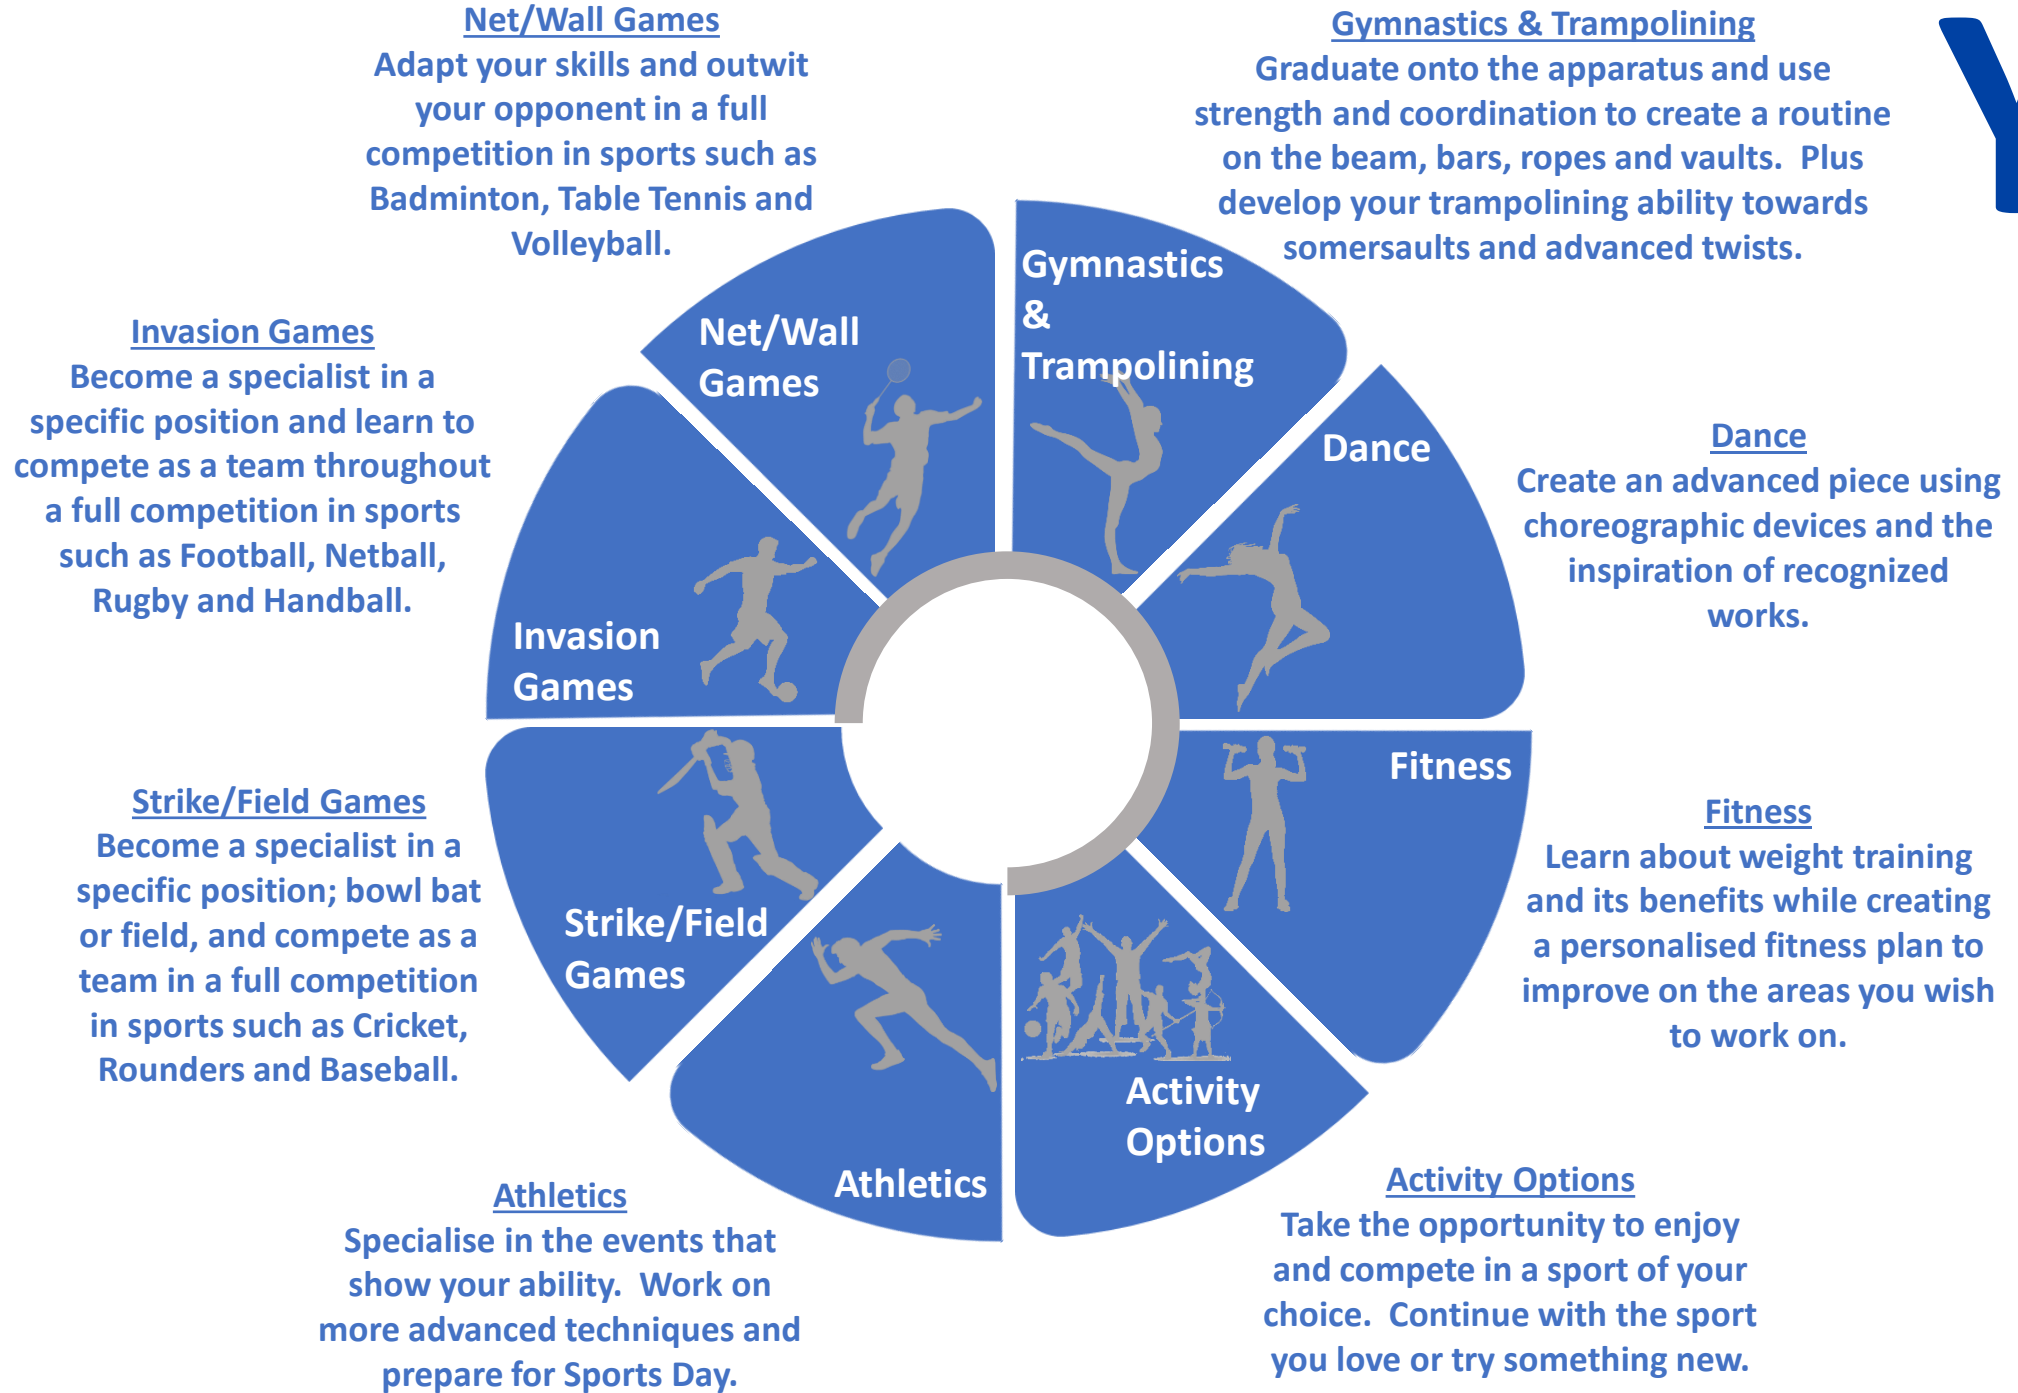 Net/Wall Games
Adapt your skills and outwit
your opponent in a full
competition in sports such as
Badminton, Table Tennis and
Volleyball.
Gymnastics & Trampolining
Graduate onto the apparatus and use
strength and coordination to create a routine
on the beam, bars, ropes and vaults.  Plus
develop your trampolining ability towards
somersaults and advanced twists.
Y
Invasion Games
Become a specialist in a
specific position and learn to
compete as a team throughout
a full competition in sports
such as Football, Netball,
Rugby and Handball.
Net/Wall
Games
Gymnastics
&
Trampolining
Dance
Dance
Create an advanced piece using
choreographic devices and the
inspiration of recognized
works.
Invasion
Games
Fitness
Strike/Field Games
Become a specialist in a
specific position; bowl bat
or field, and compete as a
team in a full competition
in sports such as Cricket,
Rounders and Baseball.
Strike/Field
Games
Fitness
Learn about weight training
and its benefits while creating
a personalised fitness plan to
improve on the areas you wish
to work on.
Athletics
Activity
Options
Athletics
Specialise in the events that
show your ability.  Work on
more advanced techniques and
prepare for Sports Day.
Activity Options
Take the opportunity to enjoy
and compete in a sport of your
choice.  Continue with the sport
you love or try something new.